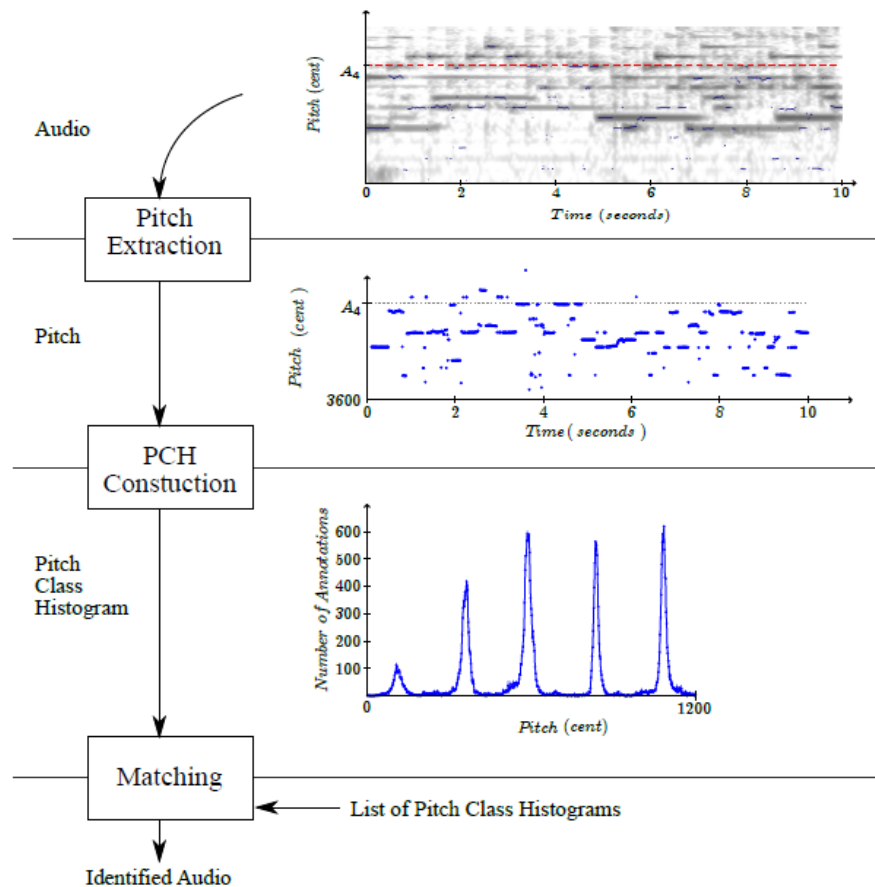 Audio
Pitch (cent)
A4
0
2
4
6
8
10
Time (seconds)
Pitch
Extraction
Pitch
Pitch (cent )
A4
3600
0
2
4
6
8
10
Time( seconds )
PCH
Constuction
Pitch
Class
Histogram
Number of Annotations
600
500
400
300
200
100
0
1200
Pitch (cent)
Matching
List of Pitch Class Histograms
Identified Audio